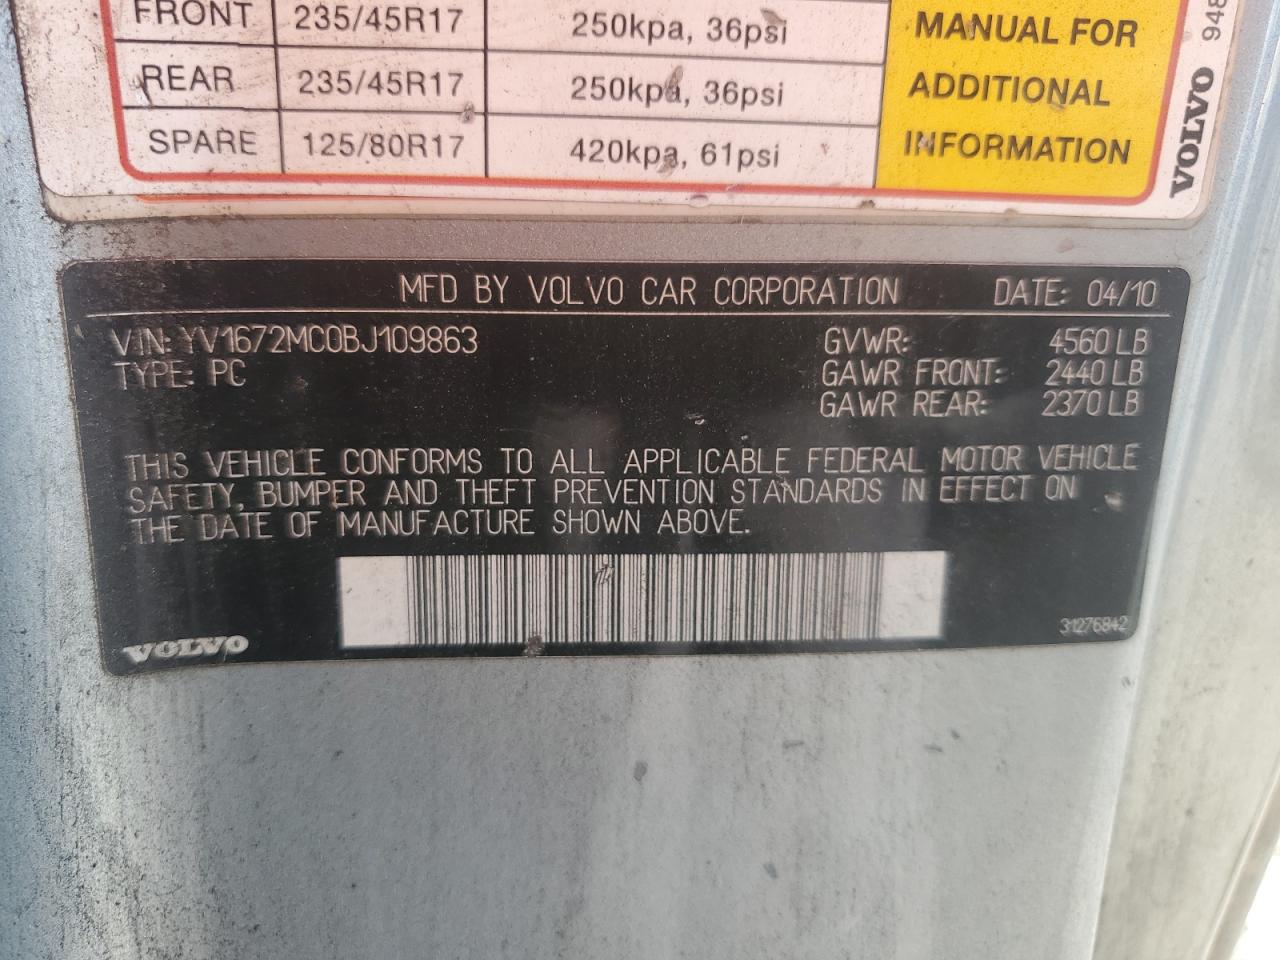 FRONT 235/45R17 250kpa, 36psi MANUAL FOR
REAR 235/45R17 250kpa, 36psi ADDITIONAL
SPARE 125/80R17 420kpa, 61psi INFORMATION
VOLVO 948
MFD BY VOLVO CAR CORPORATION DATE: 04/10
VIN: YV1672MC0BJ109863 GVWR: 4560 LB
TYPE: PC GAWR FRONT: 2440 LB
GAWR REAR: 2370 LB
THIS VEHICLE CONFORMS TO ALL APPLICABLE FEDERAL MOTOR VEHICLE
SAFETY, BUMPER AND THEFT PREVENTION STANDARDS IN EFFECT ON
THE DATE OF MANUFACTURE SHOWN ABOVE.
VOLVO 31276842